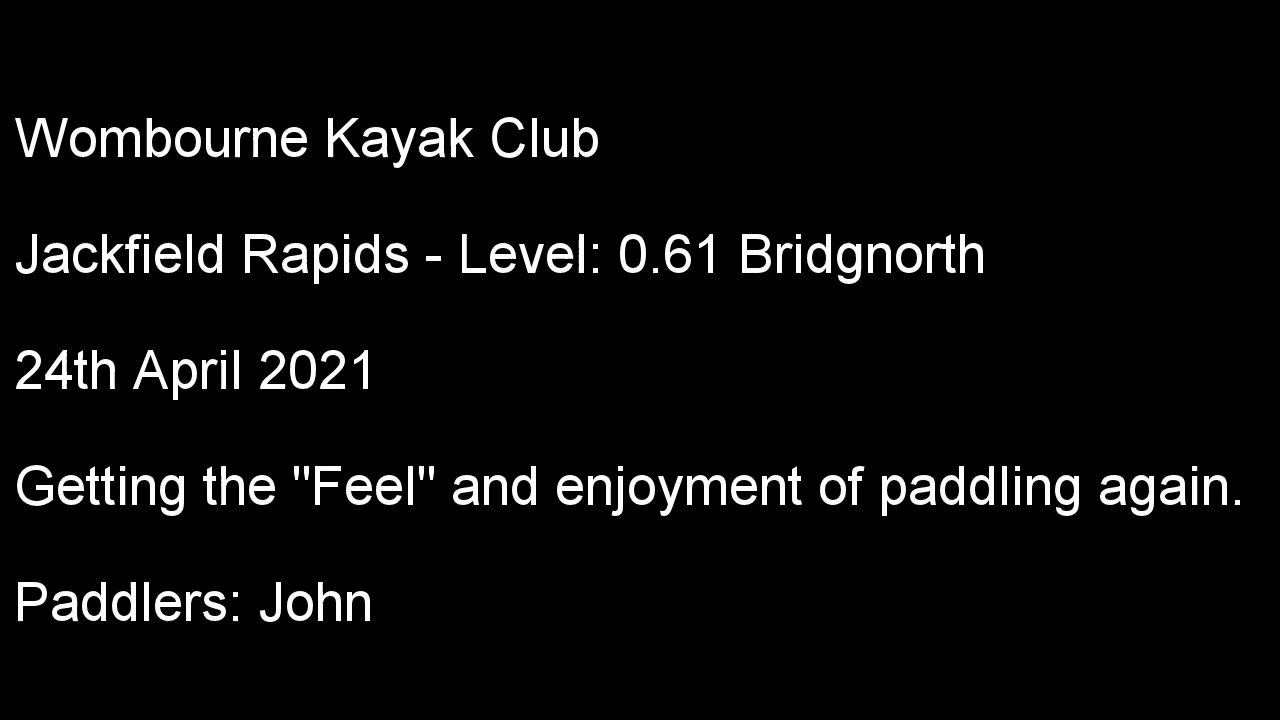 Wombourne Kayak Club
Jackfield Rapids - Level: 0.61 Bridgnorth
24th April 2021
Getting the "Feel" and enjoyment of paddling again.
Paddlers: John